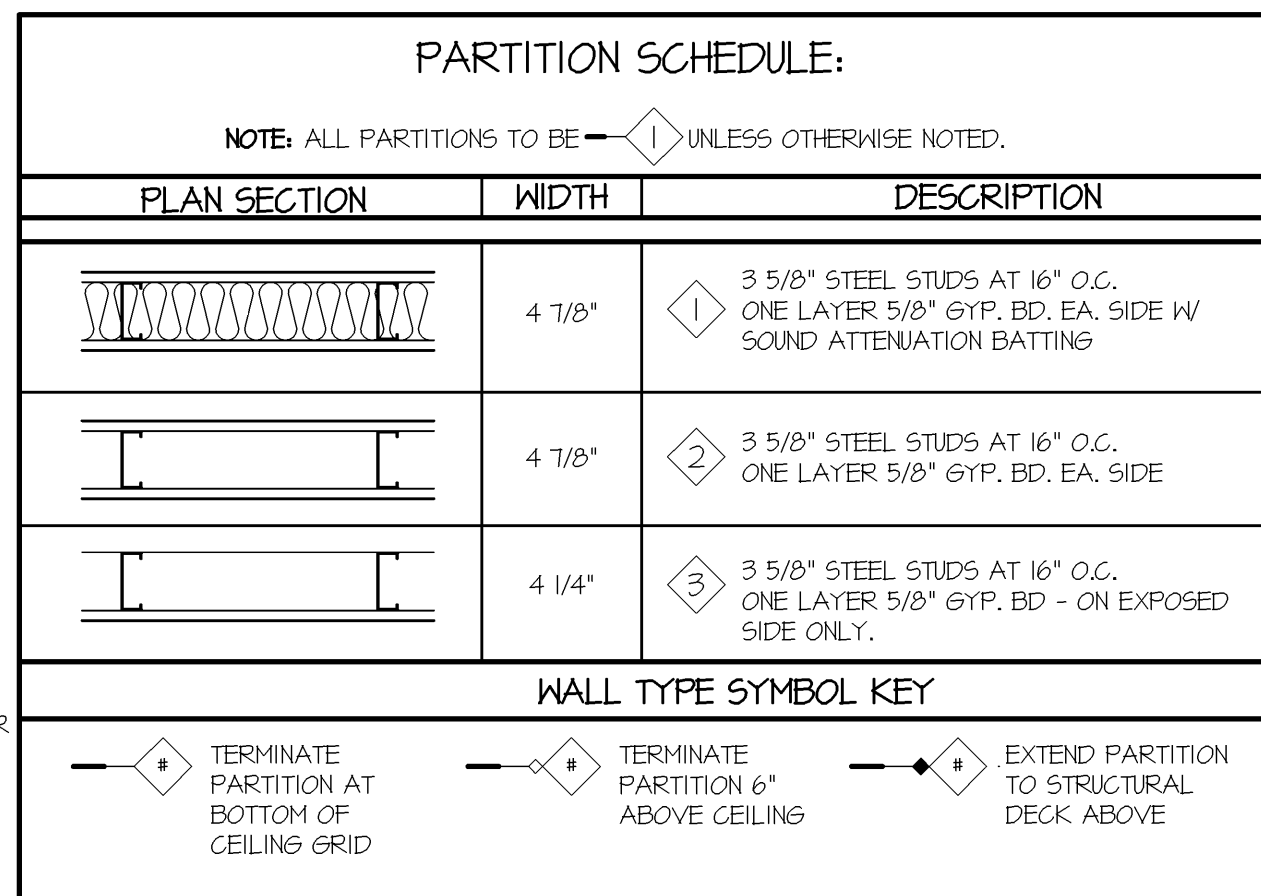 PARTITION SCHEDULE:
NOTE: ALL PARTITIONS TO BE 1 UNLESS OTHERWISE NOTED.
PLAN SECTION WIDTH DESCRIPTION
4 7/8" 1 3 5/8" STEEL STUDS AT 16" O.C.
ONE LAYER 5/8" GYP. BD. EA. SIDE W/
SOUND ATTENUATION BATTING
4 7/8" 2 3 5/8" STEEL STUDS AT 16" O.C.
ONE LAYER 5/8" GYP. BD. EA. SIDE
4 1/4" 3 3 5/8" STEEL STUDS AT 16" O.C.
ONE LAYER 5/8" GYP. BD - ON EXPOSED
SIDE ONLY.
WALL TYPE SYMBOL KEY
R
# TERMINATE
PARTITION AT
BOTTOM OF
CEILING GRID
# TERMINATE
PARTITION 6"
ABOVE CEILING
# EXTEND PARTITION
TO STRUCTURAL
DECK ABOVE